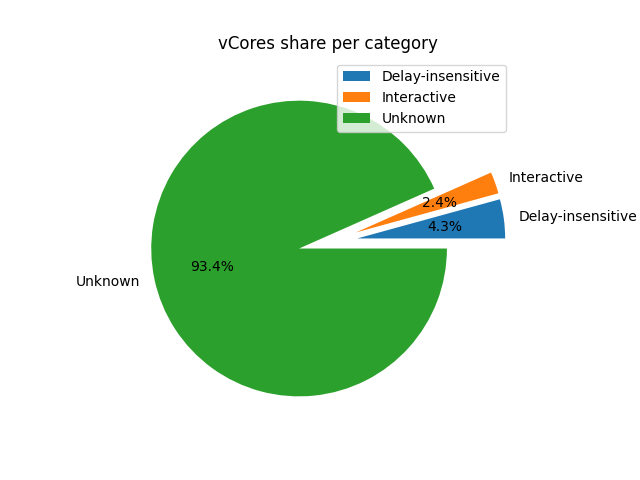 vCores share per category
Delay-insensitive
Interactive
Unknown
Interactive
2.4%
Delay-insensitive
4.3%
93.4%
Unknown